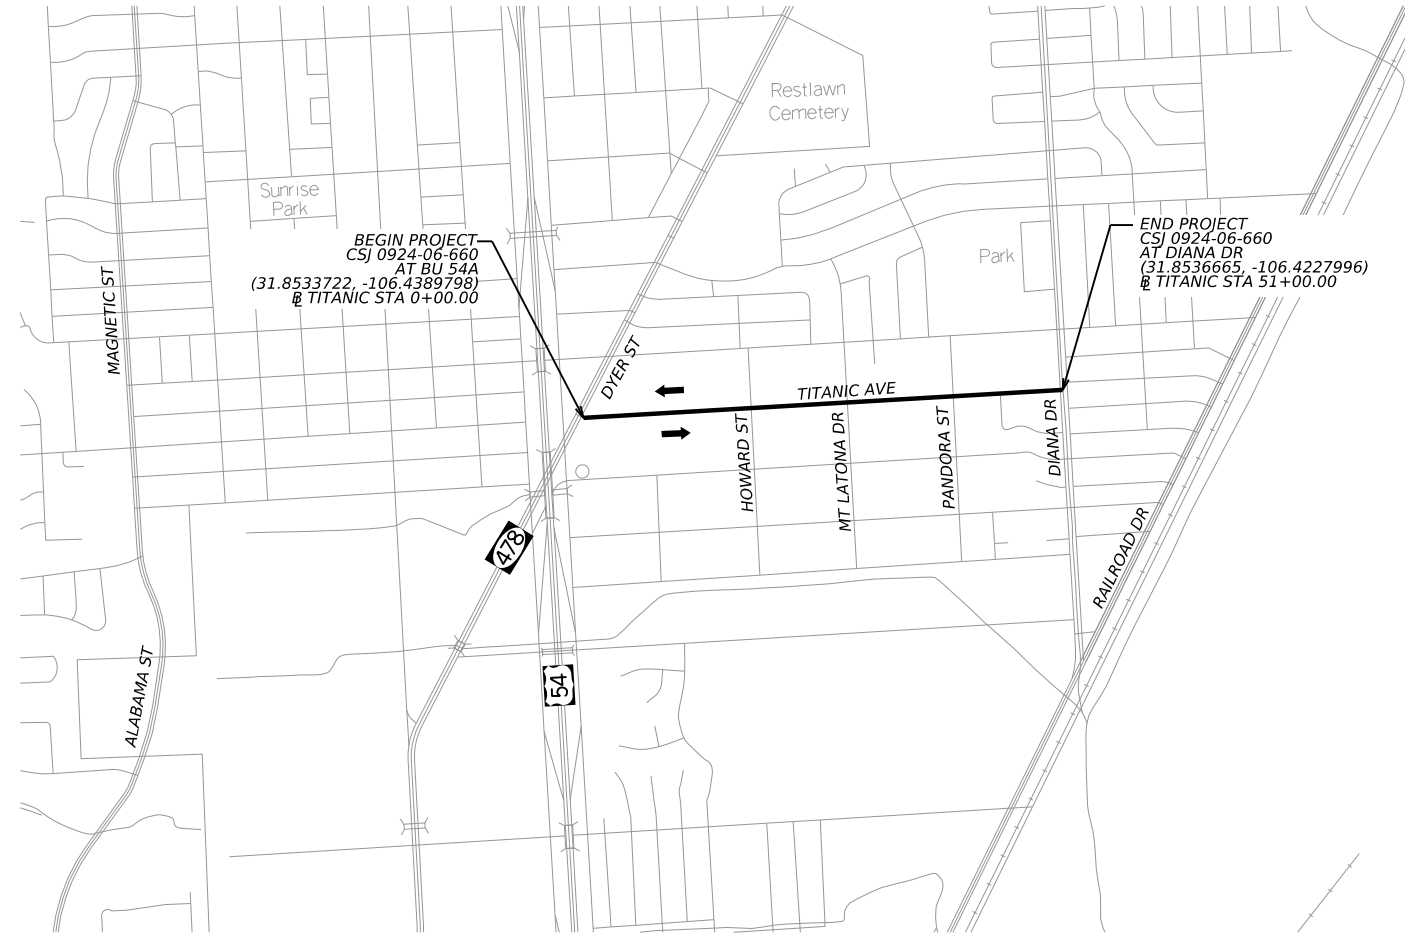 Restlawn
Cemetery
Sunrise
Park
BEGIN PROJECT
CSJ 0924-06-660
AT BU 54A
(31.8533722, -106.4389798)
℄ TITANIC STA 0+00.00
END PROJECT
CSJ 0924-06-660
AT DIANA DR
(31.8536665, -106.4227996)
℄ TITANIC STA 51+00.00
Park
MAGNETIC ST
DYER ST
TITANIC AVE
HOWARD ST
MT LATONA DR
PANDORA ST
DIANA DR
478
RAILROAD DR
ALABAMA ST
54